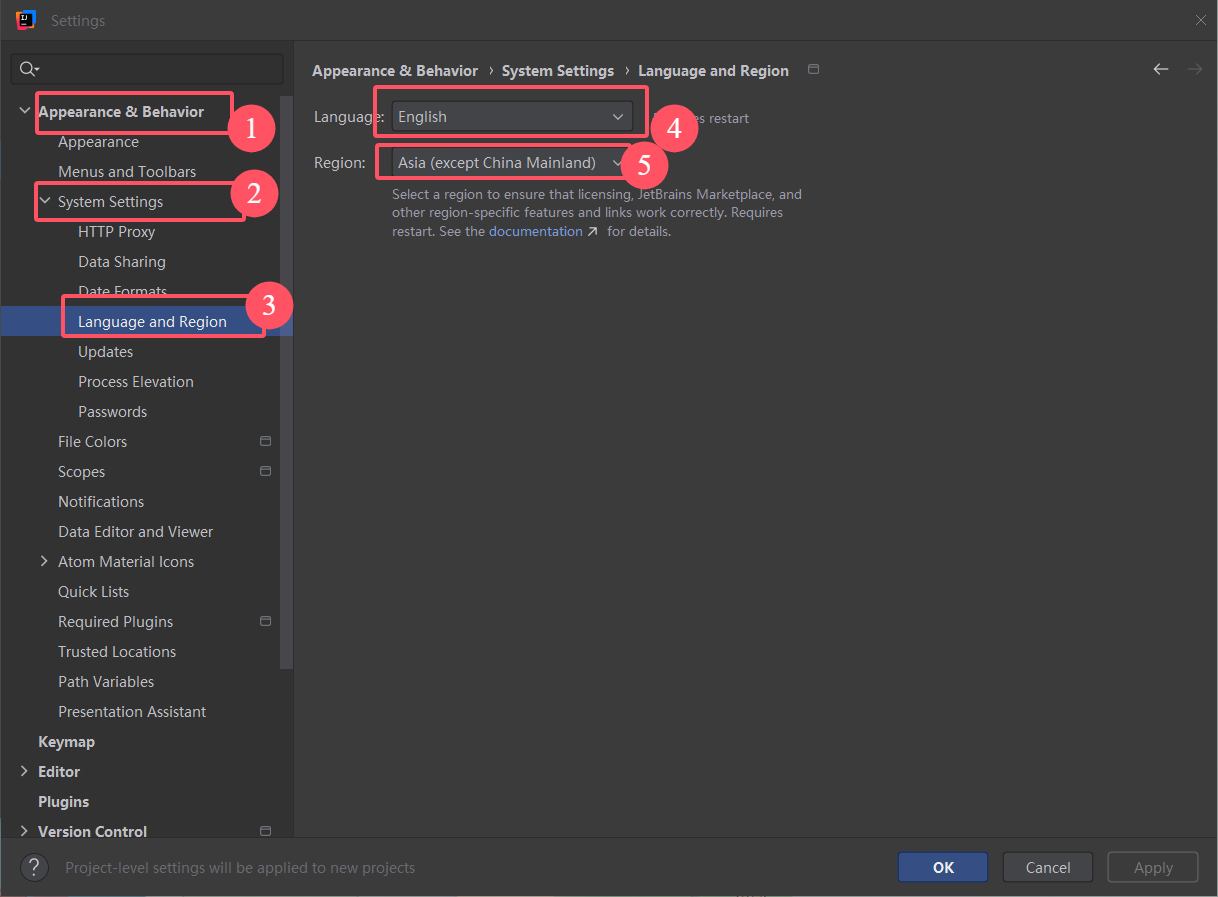 Settings
Appearance & Behavior
1
Appearance
Menus and Toolbars
System Settings
2
HTTP Proxy
Data Sharing
Date Formats
Language and Region
3
Updates
Process Elevation
Passwords
File Colors
Scopes
Notifications
Data Editor and Viewer
Atom Material Icons
Quick Lists
Required Plugins
Trusted Locations
Path Variables
Presentation Assistant
Keymap
Editor
Plugins
Version Control
Appearance & Behavior › System Settings › Language and Region
Language: English
4
restart
Region: Asia (except China Mainland)
5
Select a region to ensure that licensing, JetBrains Marketplace, and
other region-specific features and links work correctly. Requires
restart. See the documentation ↗ for details.
? Project-level settings will be applied to new projects
OK Cancel Apply